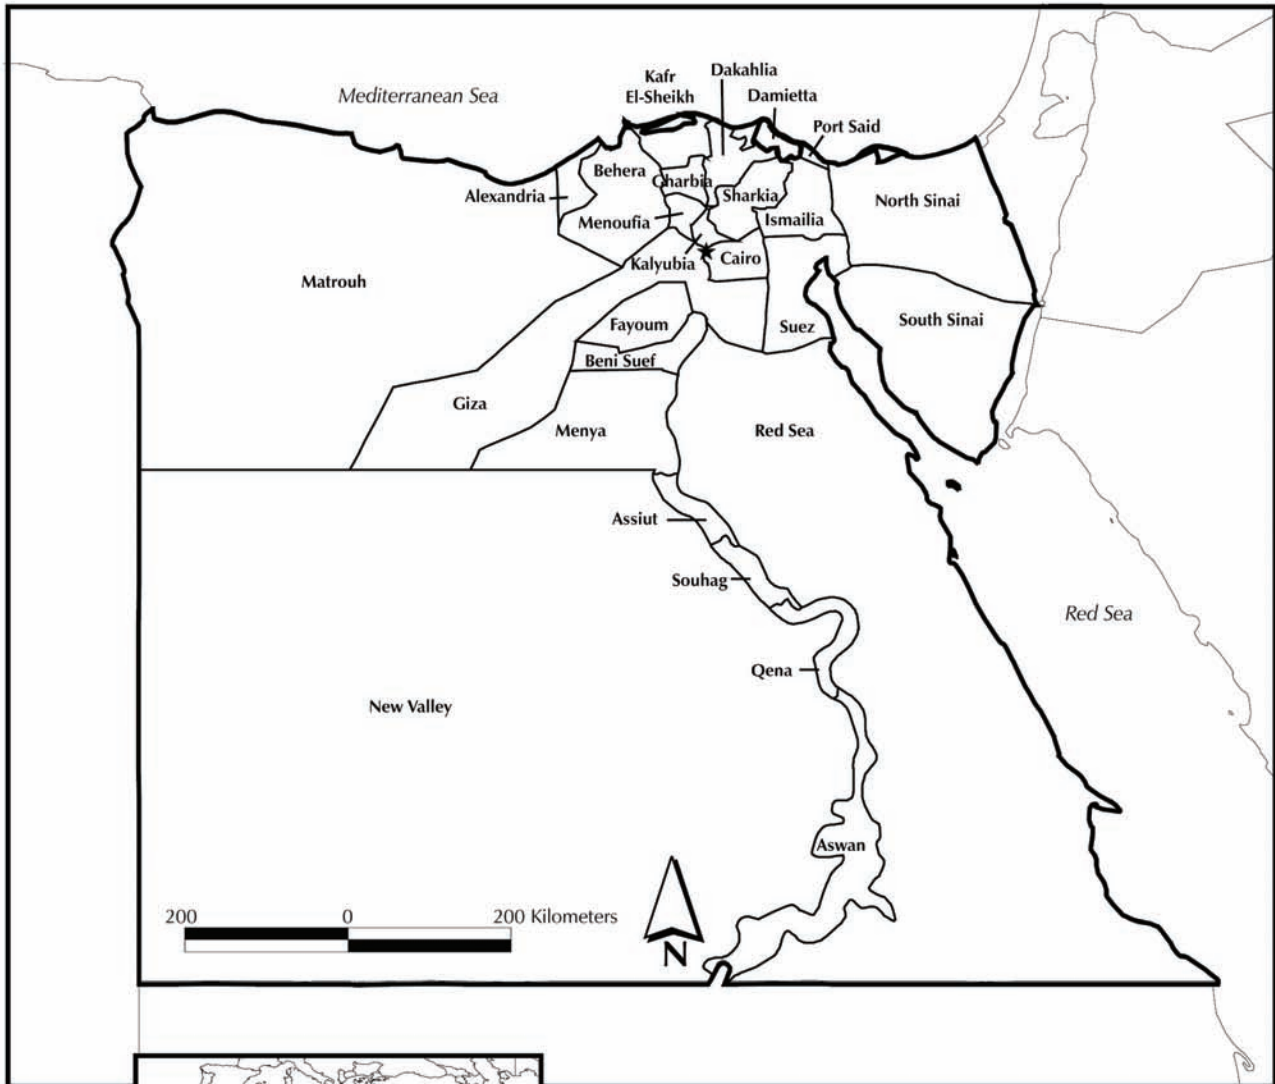 Mediterranean Sea
Kafr
El-Sheikh
Dakahlia
Damietta
Port Said
Alexandria
Behera
Gharbia
Sharkia
Menoufia
Ismailia
North Sinai
Kalyubia
Cairo
Matrouh
Fayoum
Suez
South Sinai
Beni Suef
Giza
Menya
Red Sea
Assiut
Souhag
Red Sea
Qena
New Valley
Aswan
200 0 200 Kilometers
N